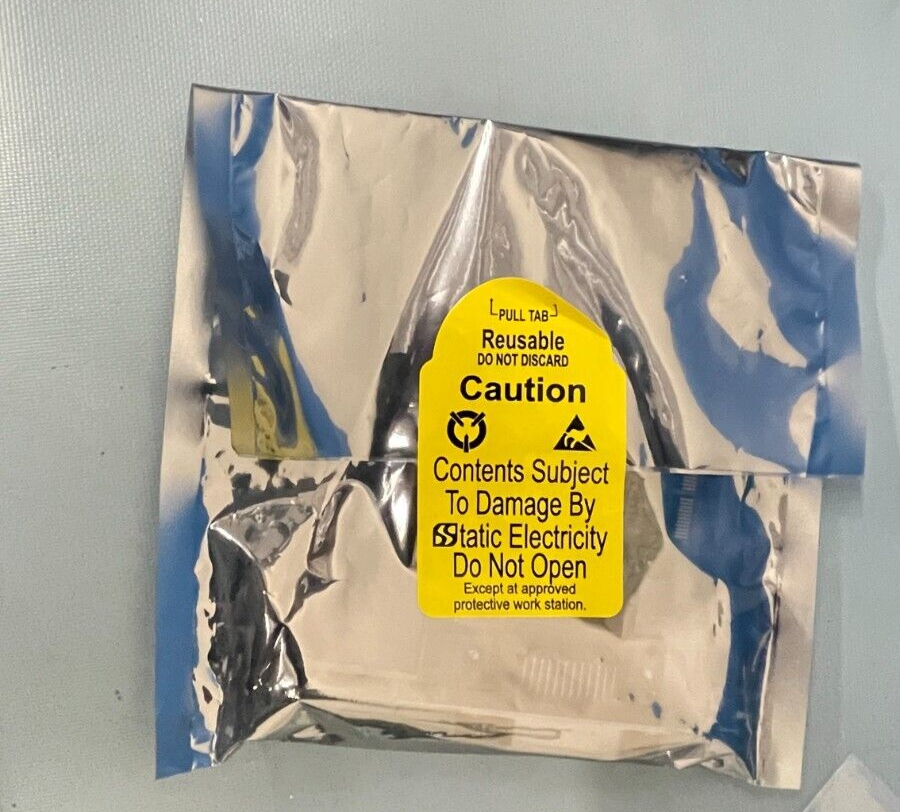 PULL TAB
Reusable
DO NOT DISCARD
Caution
Contents Subject
To Damage By
Static Electricity
Do Not Open
Except at approved
protective work station.